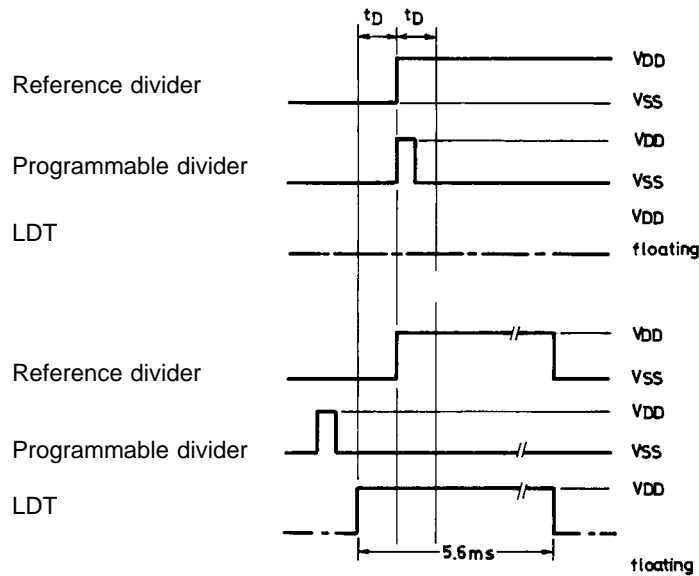 tD tD
VDD
Reference divider
VSS
VDD
Programmable divider
VSS
VDD
LDT
floating
VDD
Reference divider
VSS
VDD
Programmable divider
VSS
VDD
LDT
5.6ms
floating